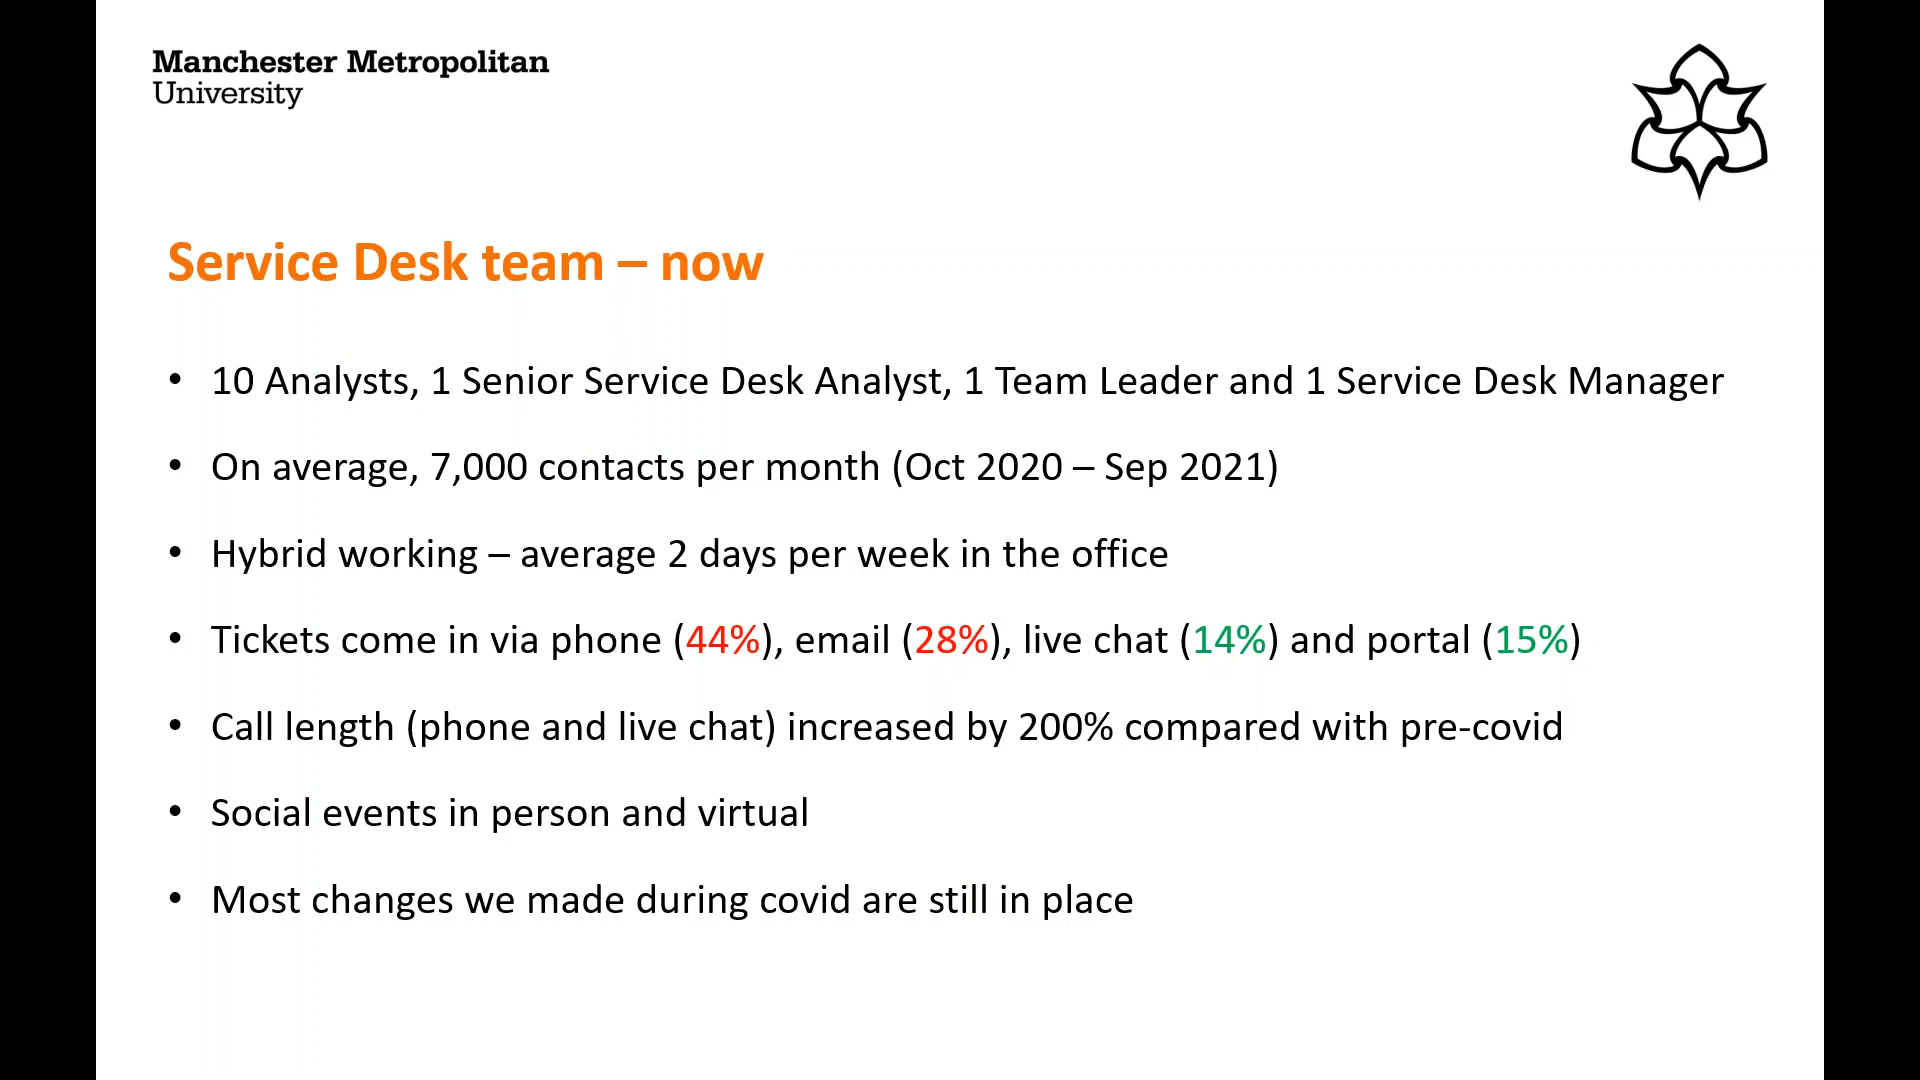 Manchester Metropolitan
University
Service Desk team – now
• 10 Analysts, 1 Senior Service Desk Analyst, 1 Team Leader and 1 Service Desk Manager
• On average, 7,000 contacts per month (Oct 2020 – Sep 2021)
• Hybrid working – average 2 days per week in the office
• Tickets come in via phone (44%), email (28%), live chat (14%) and portal (15%)
• Call length (phone and live chat) increased by 200% compared with pre-covid
• Social events in person and virtual
• Most changes we made during covid are still in place